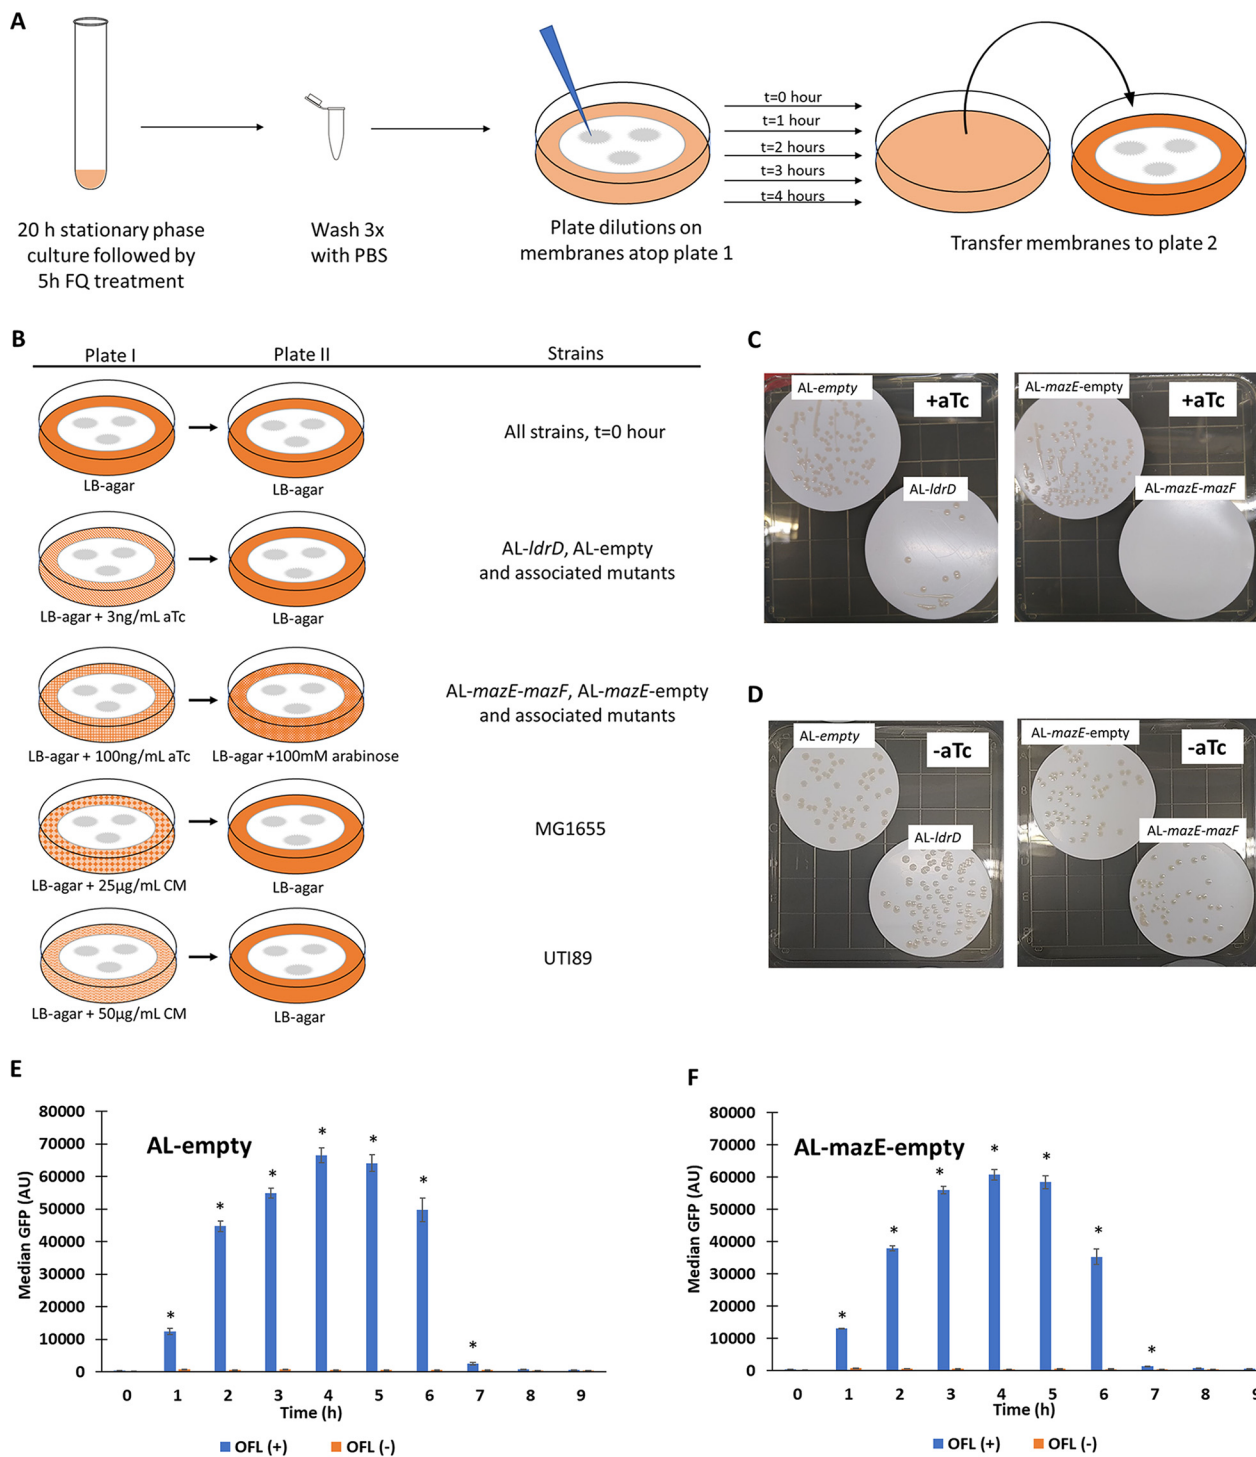 A
t=0 hour
t=1 hour
t=2 hours
t=3 hours
t=4 hours
20 h stationary phase
culture followed by
5h FQ treatment
Wash 3x
with PBS
Plate dilutions on
membranes atop plate 1
Transfer membranes to plate 2
B
Plate I
Plate II
Strains
LB-agar
LB-agar
All strains, t=0 hour
LB-agar + 3ng/mL aTc
LB-agar
AL-ldrD, AL-empty
and associated mutants
LB-agar + 100ng/mL aTc
LB-agar +100mM arabinose
AL-mazE-mazF, AL-mazE-empty
and associated mutants
LB-agar + 25µg/mL CM
LB-agar
MG1655
LB-agar + 50µg/mL CM
LB-agar
UTI89
C
AL-empty
+aTc
AL-ldrD
AL-mazE-empty
+aTc
AL-mazE-mazF
D
AL-empty
-aTc
AL-ldrD
AL-mazE-empty
-aTc
AL-mazE-mazF
E
AL-empty
Median GFP (AU)
80000
70000
60000
50000
40000
30000
20000
10000
0
* * * * * * *
0 1 2 3 4 5 6 7 8 9
Time (h)
OFL (+) OFL (-)
F
AL-mazE-empty
Median GFP (AU)
80000
70000
60000
50000
40000
30000
20000
10000
0
* * * * * * *
0 1 2 3 4 5 6 7 8 9
Time (h)
OFL (+) OFL (-)